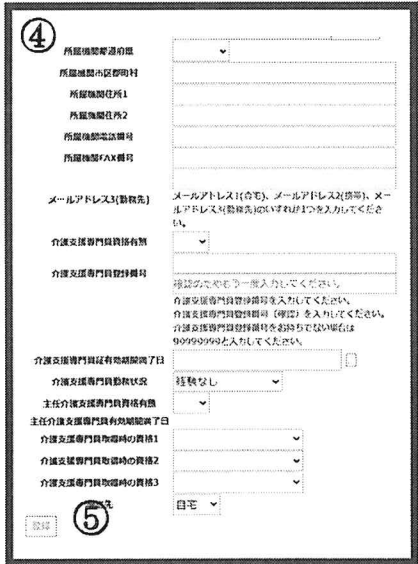 ④
所属機関都道府県
所属機関市区郡町村
所属機関住所1
所属機関住所2
所属機関電話番号
所属機関FAX番号
メールアドレス3(勤務先)
メールアドレス1(自宅)、メールアドレス2(携帯)、メールアドレス3(勤務先)のいずれか1つを入力してください。
介護支援専門員資格有無
介護支援専門員登録番号
確認のためもう一度入力してください。
介護支援専門員登録番号を入力してください。
介護支援専門員登録番号（確認）を入力してください。
介護支援専門員登録番号をお持ちでない場合は
99999999と入力してください。
介護支援専門員証有効期間満了日
介護支援専門員勤務状況
経験なし
主任介護支援専門員資格有無
主任介護支援専門員有効期間満了日
介護支援専門員取得時の資格1
介護支援専門員取得時の資格2
介護支援専門員取得時の資格3
先
自宅
登録
⑤